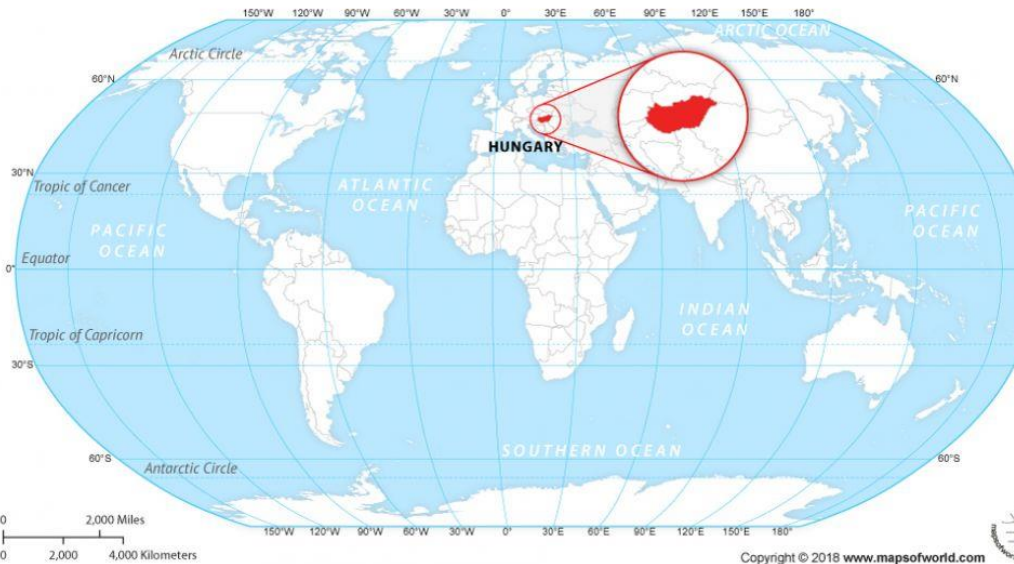 150°W 120°W 90°W 60°W 30°W 0° 30°E 60°E 90°E 120°E 150°E 180°
ARCTIC OCEAN
Arctic Circle
60°N 60°N
HUNGARY
30°N 30°N
Tropic of Cancer
ATLANTIC
OCEAN
PACIFIC
OCEAN
PACIFIC
OCEAN
Equator
0°
INDIAN
OCEAN
Tropic of Capricorn
30°S 30°S
SOUTHERN OCEAN
60°S 60°S
Antarctic Circle
150°W 120°W 90°W 60°W 30°W 0° 30°E 60°E 90°E 120°E 150°E 180°
0 2,000 Miles
0 2,000 4,000 Kilometers
Copyright © 2018 www.mapsofworld.com